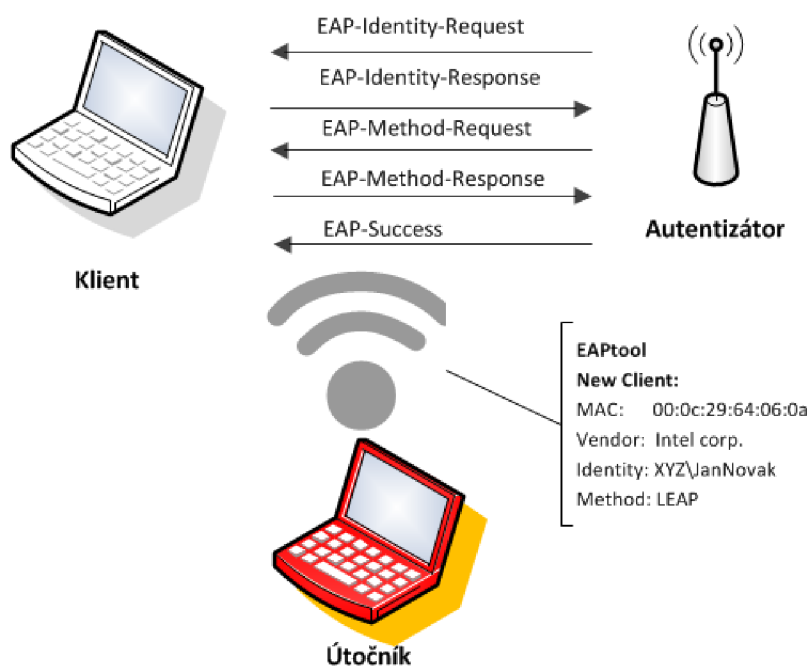 EAP-Identity-Request
EAP-Identity-Response
EAP-Method-Request
EAP-Method-Response
EAP-Success
Klient
Autentizátor
EAPtool
New Client:
MAC: 00:0c:29:64:06:0a
Vendor: Intel corp.
Identity: XYZ\JanNovak
Method: LEAP
Útočník